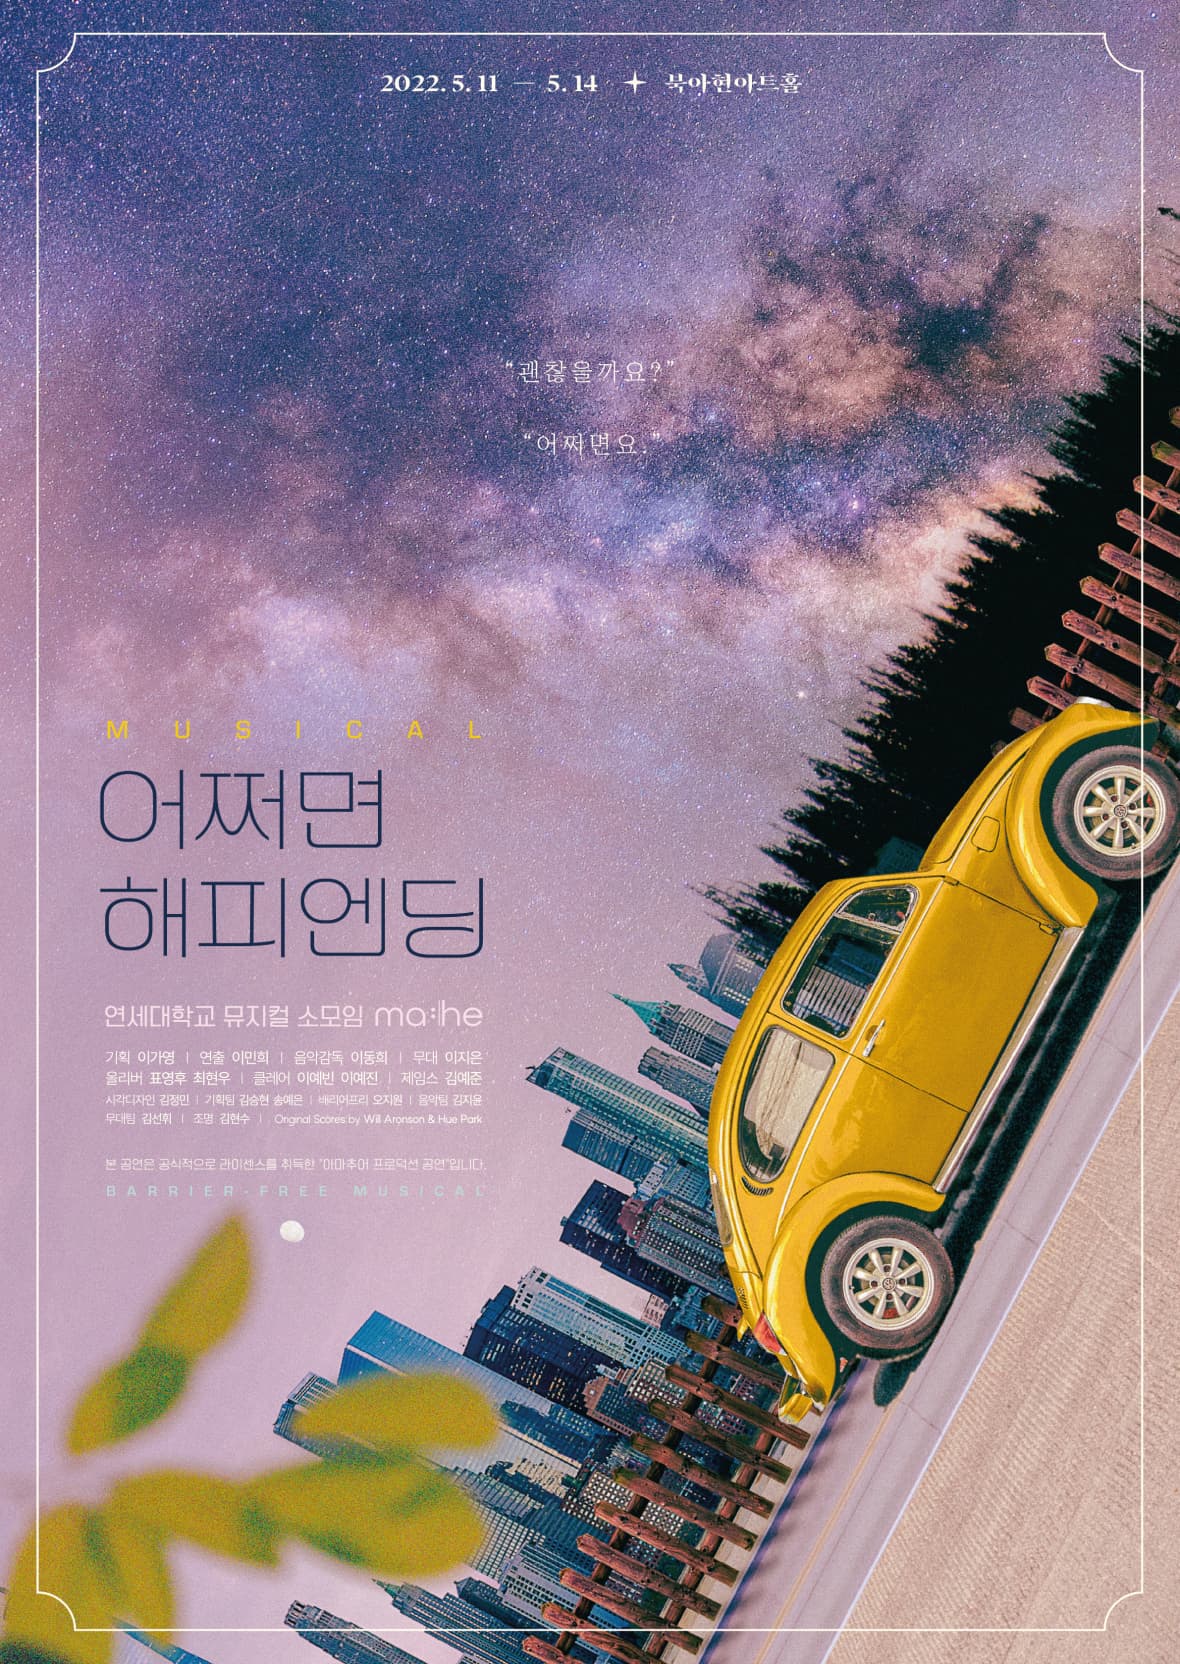 2022. 5. 11 — 5. 14 북아현아트홀
“괜찮을까요?”
“어쩌면요.”
MUSICAL
어쩌면
해피엔딩
연세대학교 뮤지컬 소모임 ma:he
기획 이가영 | 연출 이민희 | 음악감독 이동희 | 무대 이지은
올리버 표영후 최현우 | 클레어 이예빈 이예진 | 제임스 김예준
시각디자인 김정민 | 기획팀 김승현 송예은 | 배리어프리 오지원 | 음악팀 김지윤
무대팀 김선휘 | 조명 김현수 | Original Scores by Will Aronson & Hue Park
본 공연은 공식적으로 라이센스를 취득한 "아마추어 프로덕션 공연"입니다.
BARRIER-FREE MUSICAL